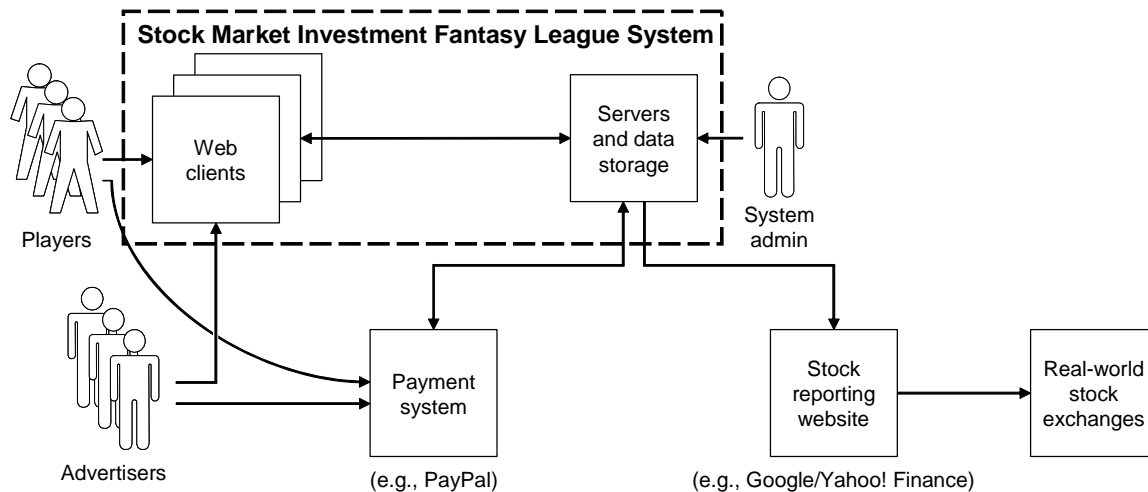 Stock Market Investment Fantasy League System
Web
clients
Servers
and data
storage
Players
System
admin
Payment
system
Stock
reporting
website
Real-world
stock
exchanges
Advertisers
(e.g., PayPal)
(e.g., Google/Yahoo! Finance)